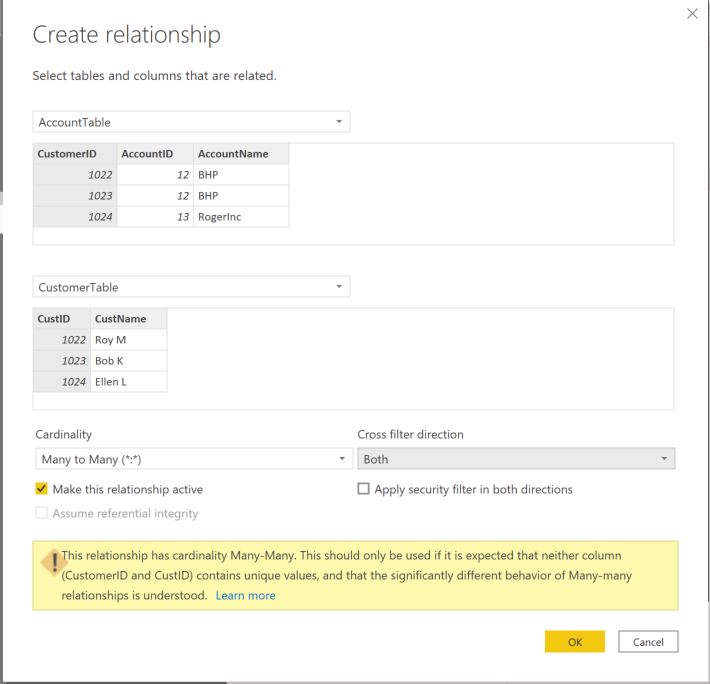 Create relationship
Select tables and columns that are related.
AccountTable
CustomerID AccountID AccountName
1022 12 BHP
1023 12 BHP
1024 13 RogerInc
CustomerTable
CustID CustName
1022 Roy M
1023 Bob K
1024 Ellen L
Cardinality Cross filter direction
Many to Many (*:*) Both
Make this relationship active Apply security filter in both directions
Assume referential integrity
This relationship has cardinality Many-Many. This should only be used if it is expected that neither column
(CustomerID and CustID) contains unique values, and that the significantly different behavior of Many-many
relationships is understood. Learn more
OK Cancel